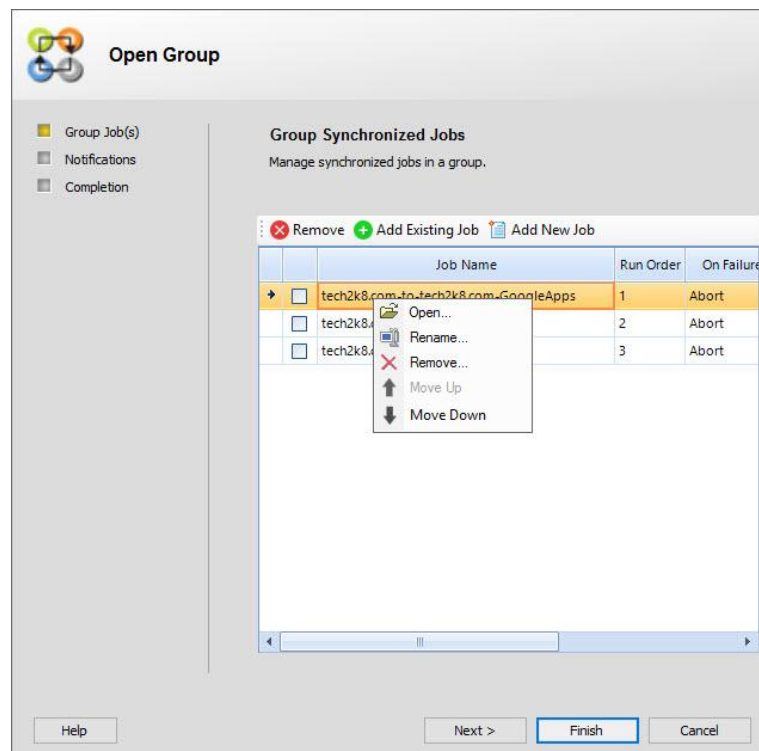 Open Group
Group Job(s)
Notifications
Completion
Group Synchronized Jobs
Manage synchronized jobs in a group.
Remove Add Existing Job Add New Job
Job Name Run Order On Failure
tech2k8.com-to-tech2k8.com-GoogleApps 1 Abort
tech2k8. 2 Abort
tech2k8. 3 Abort
Open...
Rename...
Remove...
Move Up
Move Down
Help Next > Finish Cancel